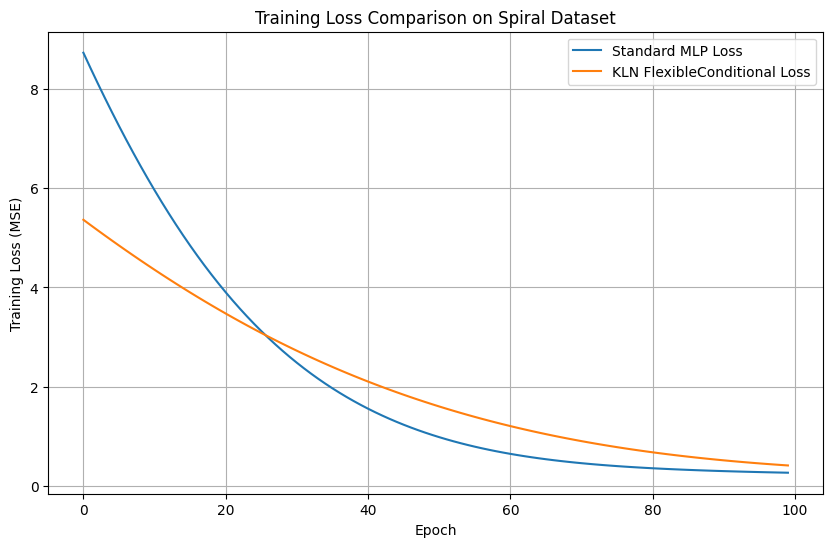 Training Loss Comparison on Spiral Dataset
Standard MLP Loss
KLN FlexibleConditional Loss
Training Loss (MSE)
8
6
4
2
0
0 20 40 60 80 100
Epoch